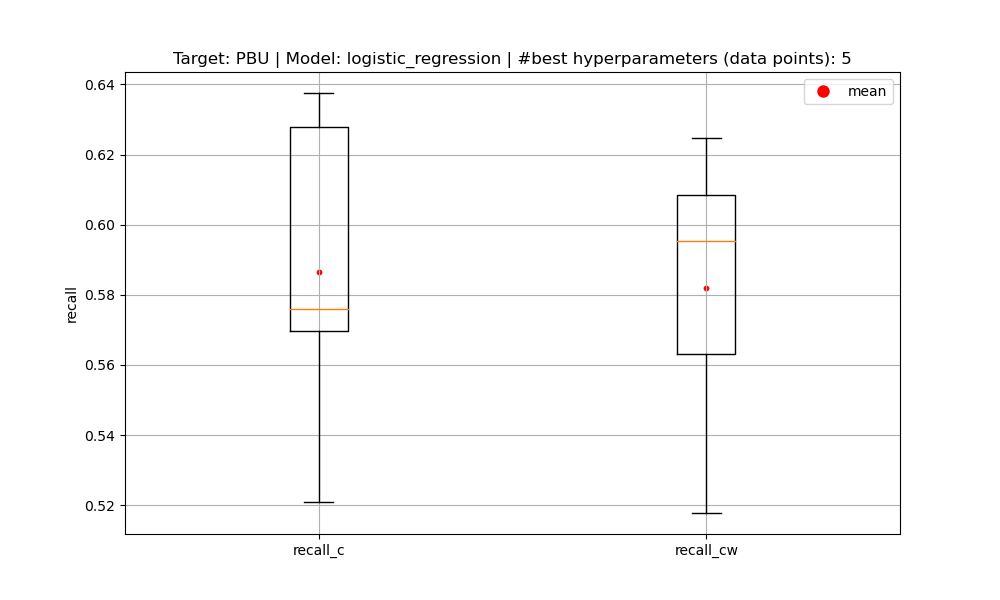 Target: PBU | Model: logistic_regression | #best hyperparameters (data points): 5
mean
0.64
0.62
0.60
0.58
0.56
0.54
0.52
recall
recall_c
recall_cw